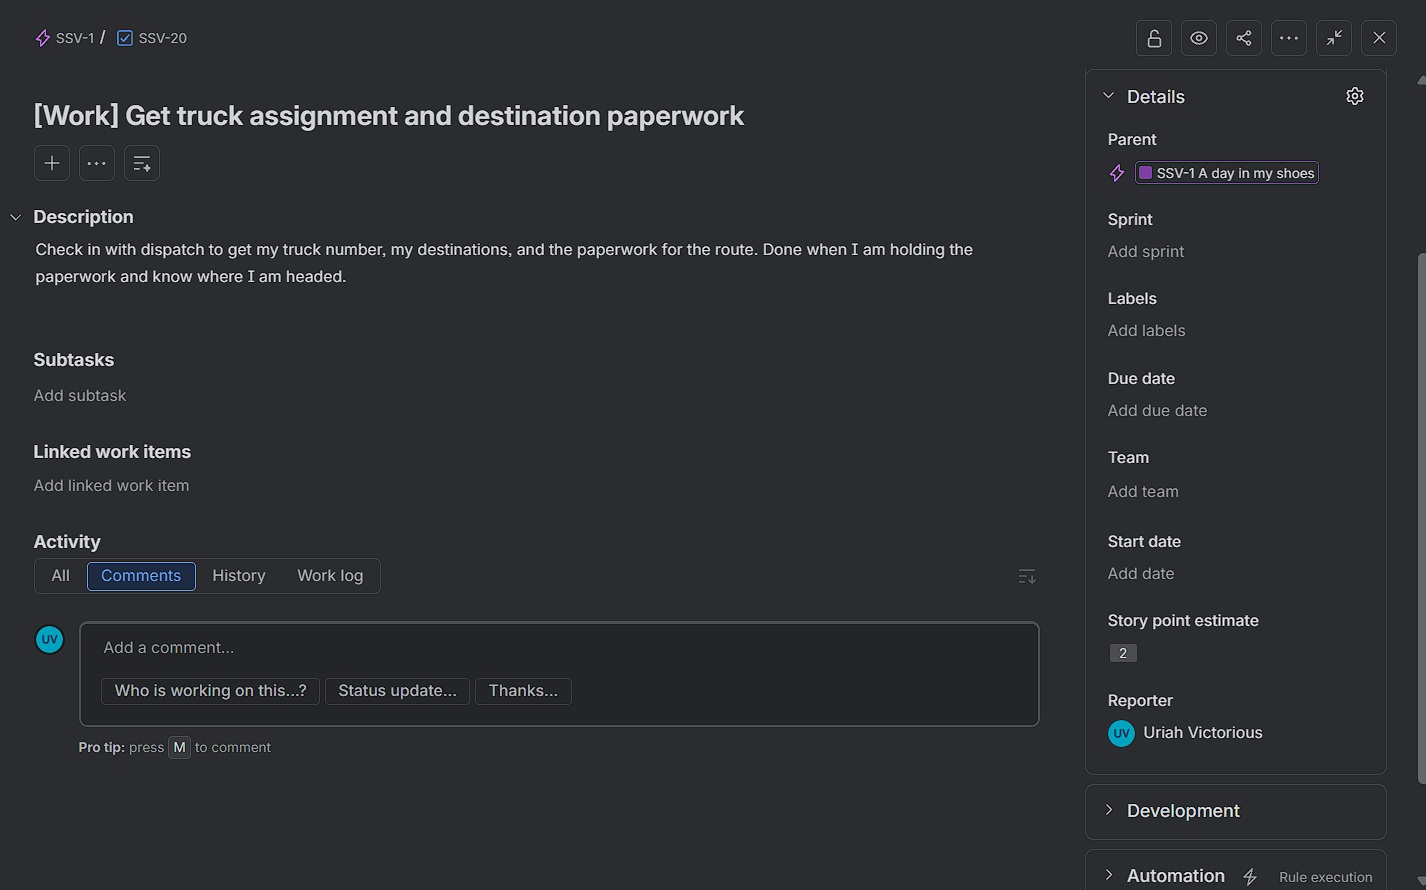 SSV-1 / SSV-20
[Work] Get truck assignment and destination paperwork
Description
Check in with dispatch to get my truck number, my destinations, and the paperwork for the route. Done when I am holding the
paperwork and know where I am headed.
Subtasks
Add subtask
Linked work items
Add linked work item
Activity
All Comments History Work log
UV
Add a comment...
Who is working on this...? Status update... Thanks...
Pro tip: press M to comment
Details
Parent
SSV-1 A day in my shoes
Sprint
Add sprint
Labels
Add labels
Due date
Add due date
Team
Add team
Start date
Add date
Story point estimate
2
Reporter
UV Uriah Victorious
Development
Automation Rule execution